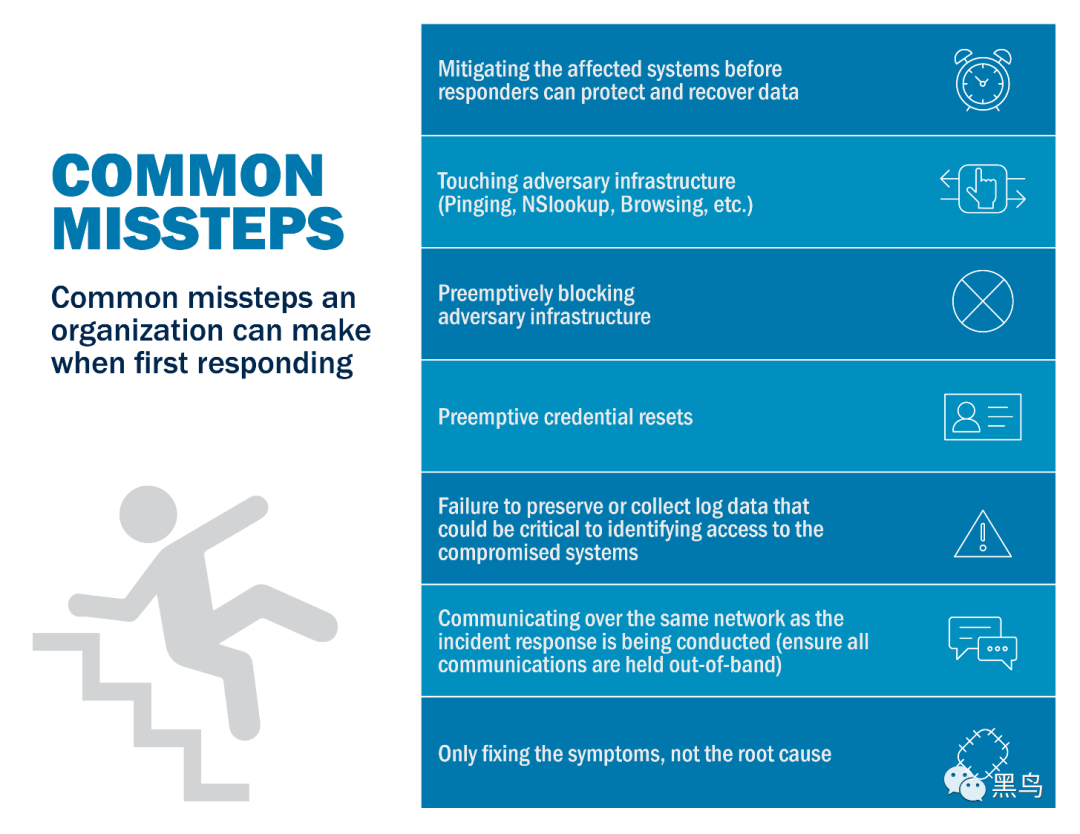 COMMON
MISSTEPS
Common missteps an
organization can make
when first responding
Mitigating the affected systems before
responders can protect and recover data
Touching adversary infrastructure
(Pinging, NSlookup, Browsing, etc.)
Preemptively blocking
adversary infrastructure
Preemptive credential resets
Failure to preserve or collect log data that
could be critical to identifying access to the
compromised systems
Communicating over the same network as the
incident response is being conducted (ensure all
communications are held out-of-band)
Only fixing the symptoms, not the root cause
黑鸟